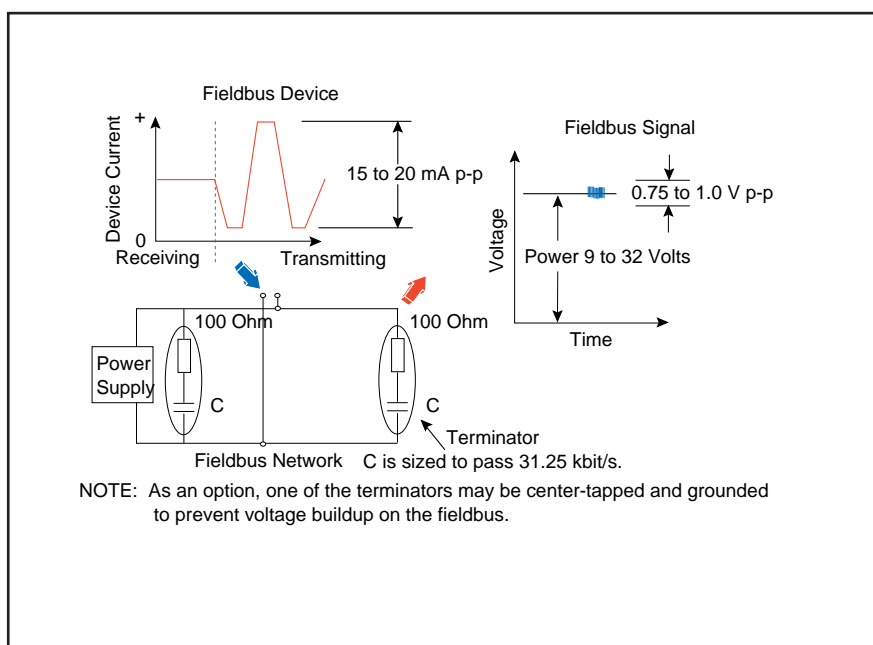 Fieldbus Device
Device Current
+
0
15 to 20 mA p-p
Receiving
Transmitting
Fieldbus Signal
Voltage
0.75 to 1.0 V p-p
Power 9 to 32 Volts
Time
100 Ohm
100 Ohm
Power
Supply
C
C
Terminator
Fieldbus Network
C is sized to pass 31.25 kbit/s.
NOTE: As an option, one of the terminators may be center-tapped and grounded
to prevent voltage buildup on the fieldbus.